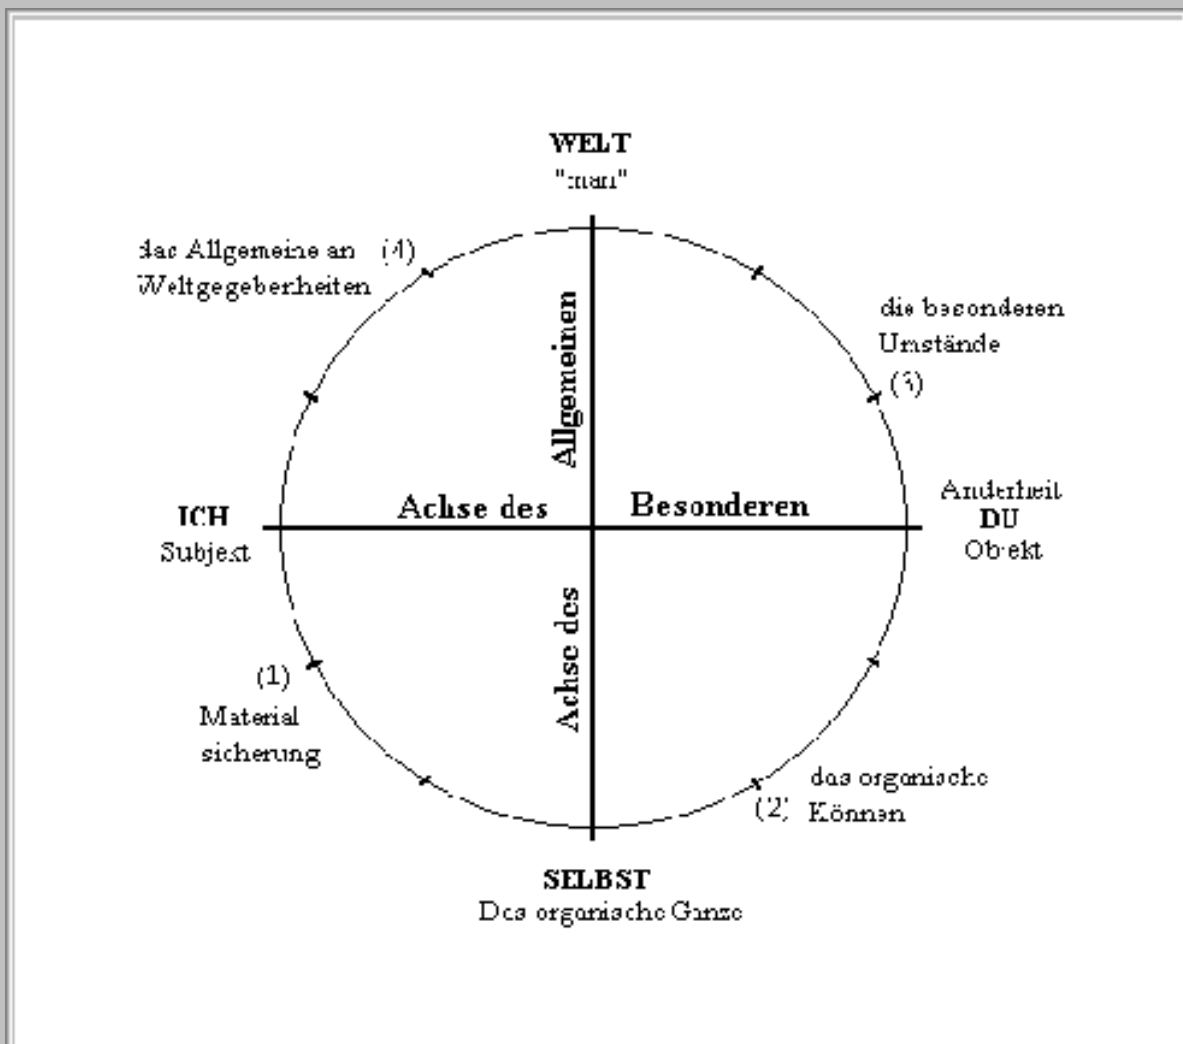 WELT
"man"
das Allgemeine an (4)
Weltgegebenheiten
die besonderen
Umstände
(3)
Allgemeinen
Achse des Besonderen
ICH
Subjekt
Anderheit
DU
Objekt
Achse des
(1)
Material
sicherung
das organische
(2) Können
SELBST
Das organische Ganze